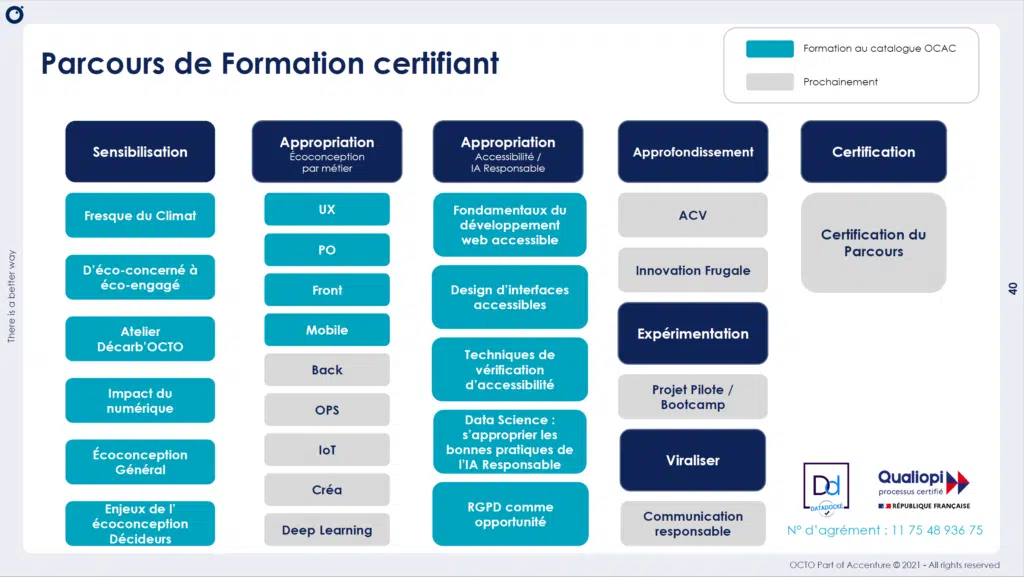 Parcours de Formation certifiant
Formation au catalogue OCAC
Prochainement
Sensibilisation
Fresque du Climat
D'éco-concerné à
éco-engagé
Atelier
Décarb'OCTO
Impact du
numérique
Écoconception
Général
Enjeux de l'
écoconception
Décideurs
Appropriation
Écoconception
par métier
UX
PO
Front
Mobile
Back
OPS
IoT
Créa
Deep Learning
Appropriation
Accessibilité /
IA Responsable
Fondamentaux du
développement
web accessible
Design d'interfaces
accessibles
Techniques de
vérification
d'accessibilité
Data Science :
s'approprier les
bonnes pratiques de
l'IA Responsable
RGPD comme
opportunité
Approfondissement
ACV
Innovation Frugale
Expérimentation
Projet Pilote /
Bootcamp
Viraliser
Communication
responsable
Certification
Certification du
Parcours
Dd
DATADOCKÉ
Qualiopi
processus certifié
RÉPUBLIQUE FRANÇAISE
N° d'agrément : 11 75 48 936 75
There is a better way
40
OCTO Part of Accenture © 2021 - All rights reserved